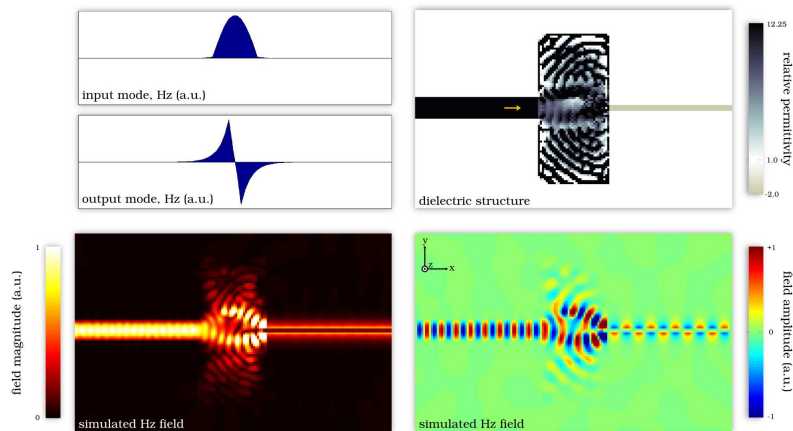 input mode, Hz (a.u.)
output mode, Hz (a.u.)
dielectric structure
12.25
1.0
-2.0
relative permittivity
1
0
field magnitude (a.u.)
simulated Hz field
y
z
x
simulated Hz field
+1
0
-1
field amplitude (a.u.)